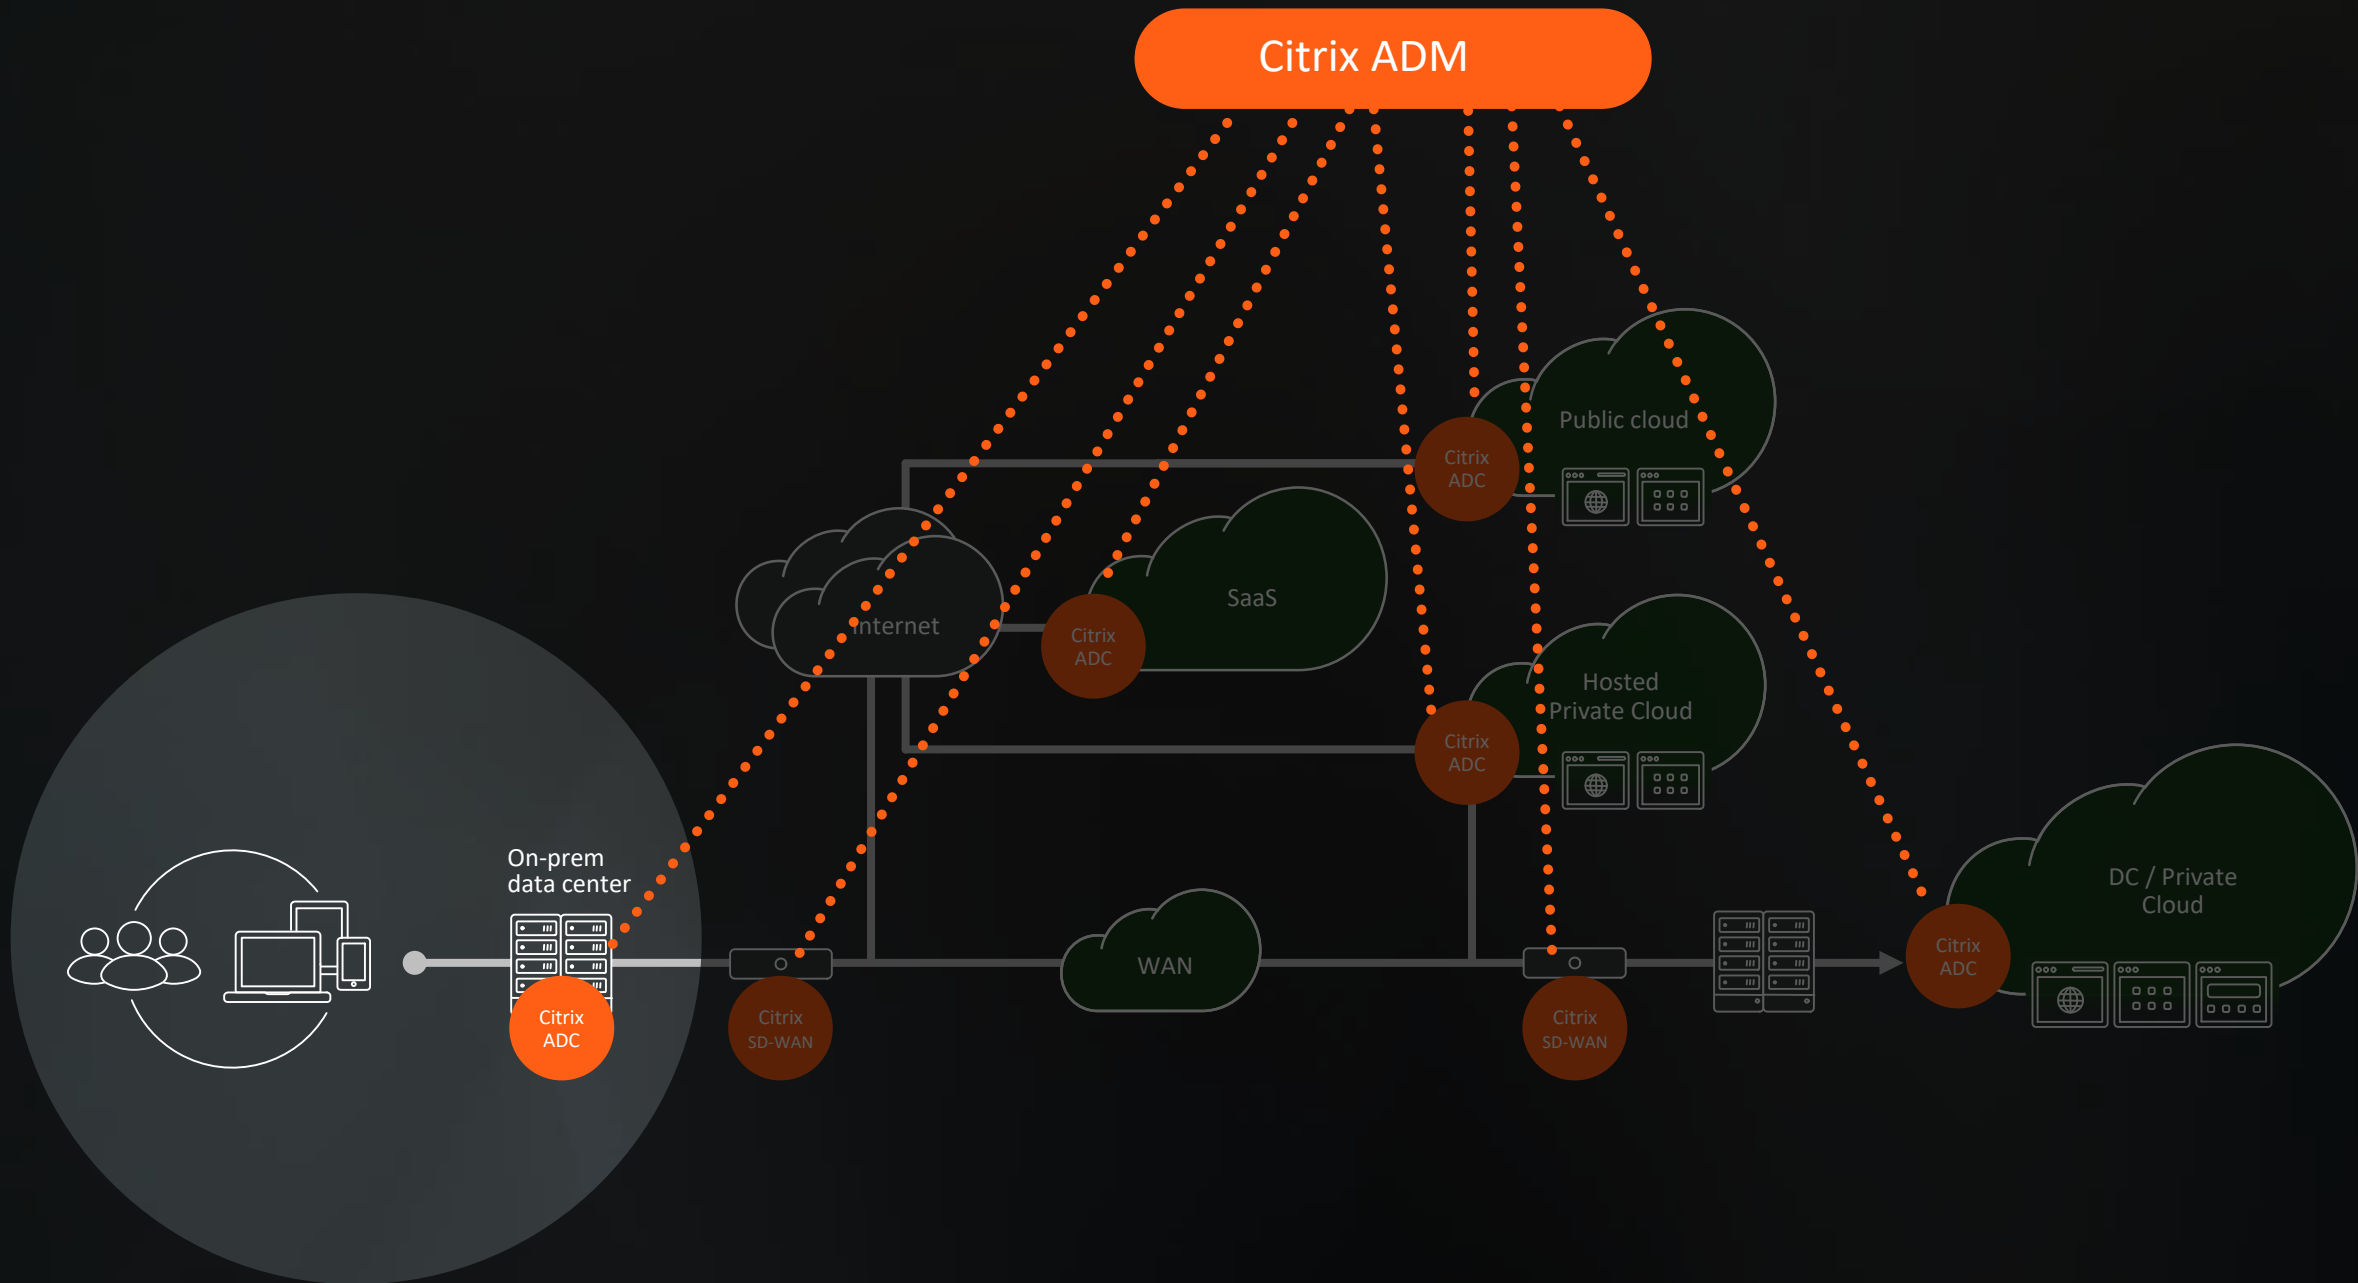 Citrix ADM
Public cloud
Citrix
ADC
SaaS
Internet
Citrix
ADC
Hosted
Private Cloud
Citrix
ADC
On-prem
data center
DC / Private
Cloud
WAN
Citrix
ADC
Citrix
ADC
Citrix
SD-WAN
Citrix
SD-WAN